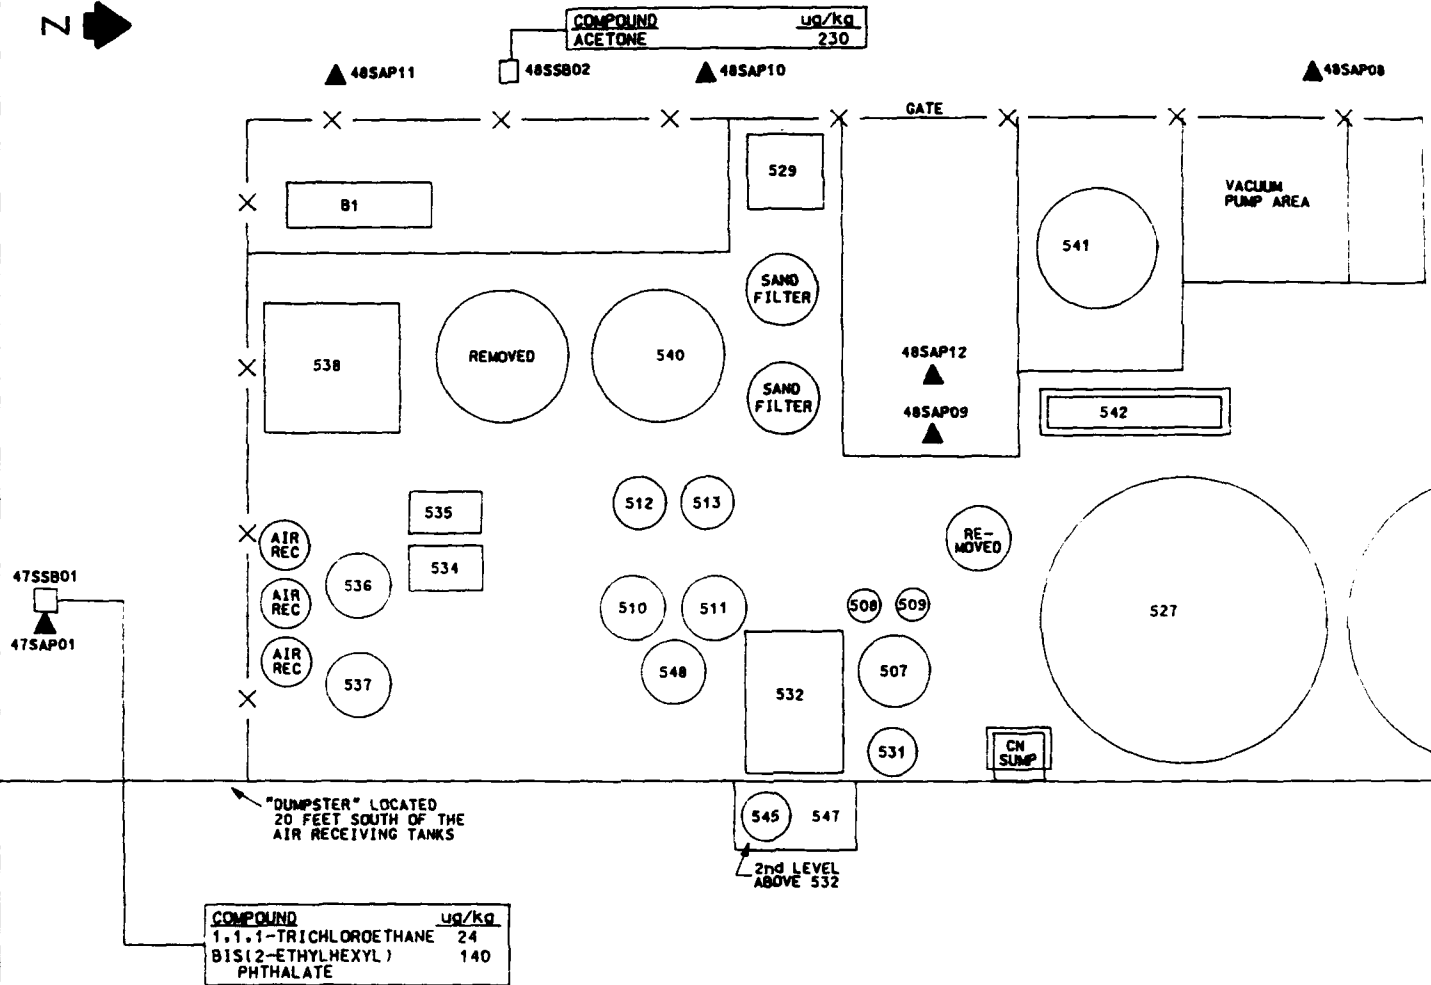 Z
COMPOUND ug/kg
ACETONE 230
48SAP11
48SSB02
48SAP10
48SAP08
GATE
529
B1
VACUUM
PUMP AREA
541
SAND
FILTER
538
REMOVED
540
48SAP12
SAND
FILTER
48SAP09
542
512
513
535
AIR
REC
RE-
MOVED
534
47SSB01
536
AIR
REC
510
511
508
509
527
47SAP01
AIR
REC
537
548
532
507
531
CN
SUMP
"DUMPSTER" LOCATED
20 FEET SOUTH OF THE
AIR RECEIVING TANKS
545
547
2nd LEVEL
ABOVE 532
COMPOUND ug/kg
1,1,1-TRICHLOROETHANE 24
BIS(2-ETHYLHEXYL) 140
PHTHALATE